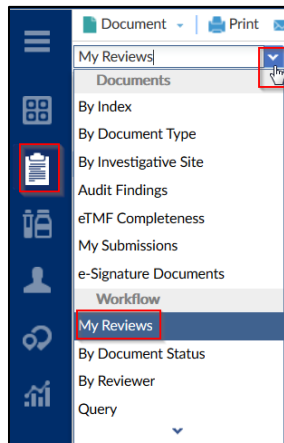 Document Print
My Reviews
Documents
By Index
By Document Type
By Investigative Site
Audit Findings
eTMF Completeness
My Submissions
e-Signature Documents
Workflow
My Reviews
By Document Status
By Reviewer
Query